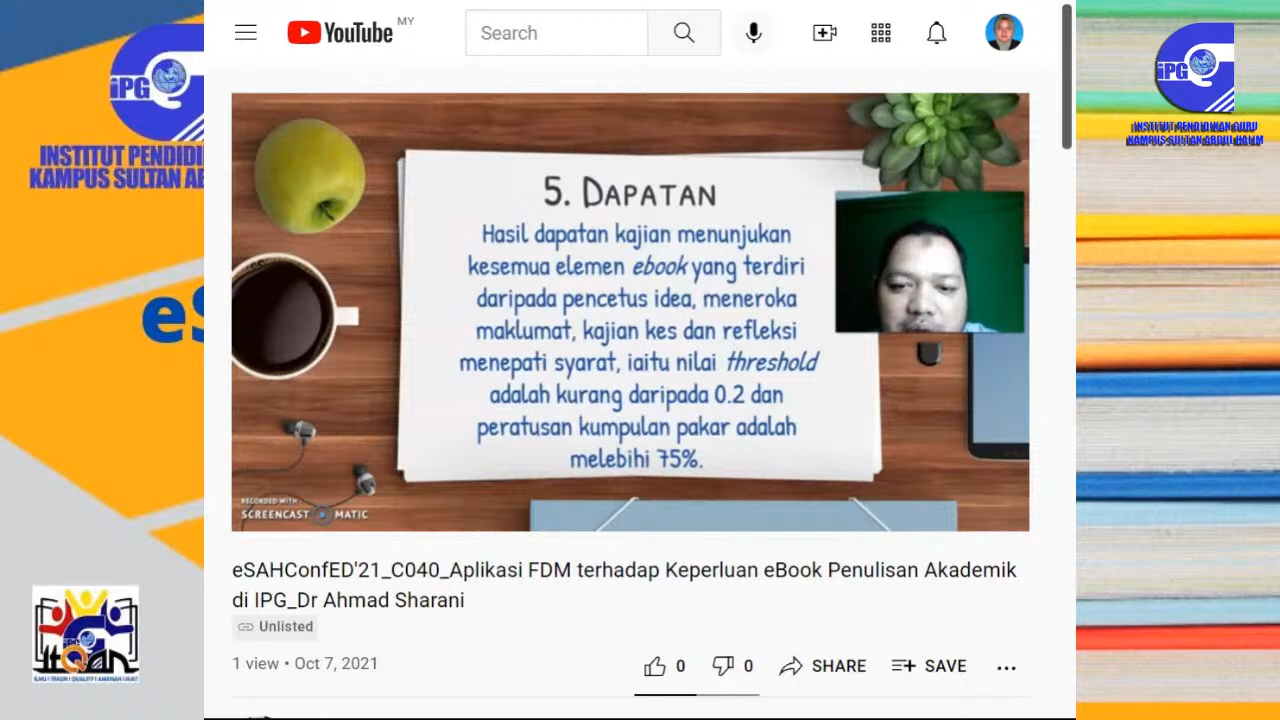 YouTube MY
Search
iPG
INSTITUT PENDIDI
KAMPUS SULTAN AB
eS
iPG
INSTITUT PENDIDIKAN GURU
KAMPUS SULTAN ABDUL HALIM
5. DAPATAN
Hasil dapatan kajian menunjukan
kesemua elemen ebook yang terdiri
daripada pencetus idea, meneroka
maklumat, kajian kes dan refleksi
menepati syarat, iaitu nilai threshold
adalah kurang daripada 0.2 dan
peratusan kumpulan pakar adalah
melebihi 75%.
RECORDED WITH
SCREENCAST MATIC
eSAHConfED'21_C040_Aplikasi FDM terhadap Keperluan eBook Penulisan Akademik
di IPG_Dr Ahmad Sharani
Unlisted
1 view • Oct 7, 2021
0 0 SHARE SAVE
ITQAN